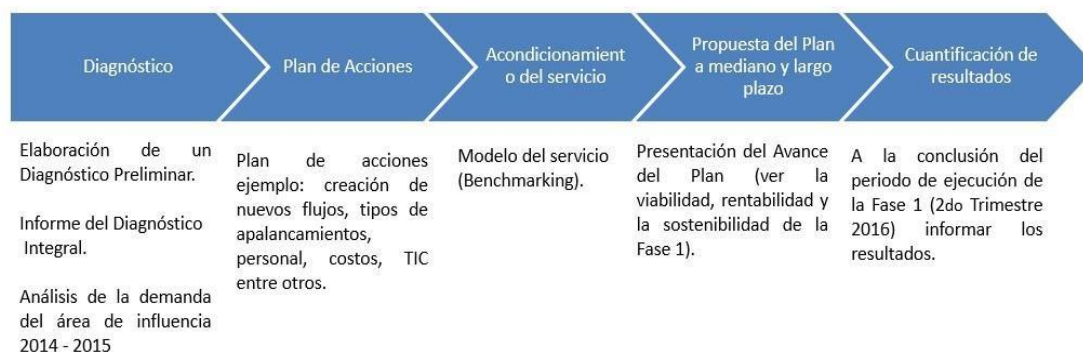 Diagnóstico
Plan de Acciones
Acondicionamient
o del servicio
Propuesta del Plan
a mediano y largo
plazo
Cuantificación de
resultados
Elaboración de un
Diagnóstico Preliminar.
Informe del Diagnóstico
Integral.
Análisis de la demanda
del área de influencia
2014 - 2015
Plan de acciones
ejemplo: creación de
nuevos flujos, tipos de
apalancamientos,
personal, costos, TIC
entre otros.
Modelo del servicio
(Benchmarking).
Presentación del Avance
del Plan (ver la
viabilidad, rentabilidad y
la sostenibilidad de la
Fase 1).
A la conclusión del
periodo de ejecución de
la Fase 1 (2do Trimestre
2016) informar los
resultados.